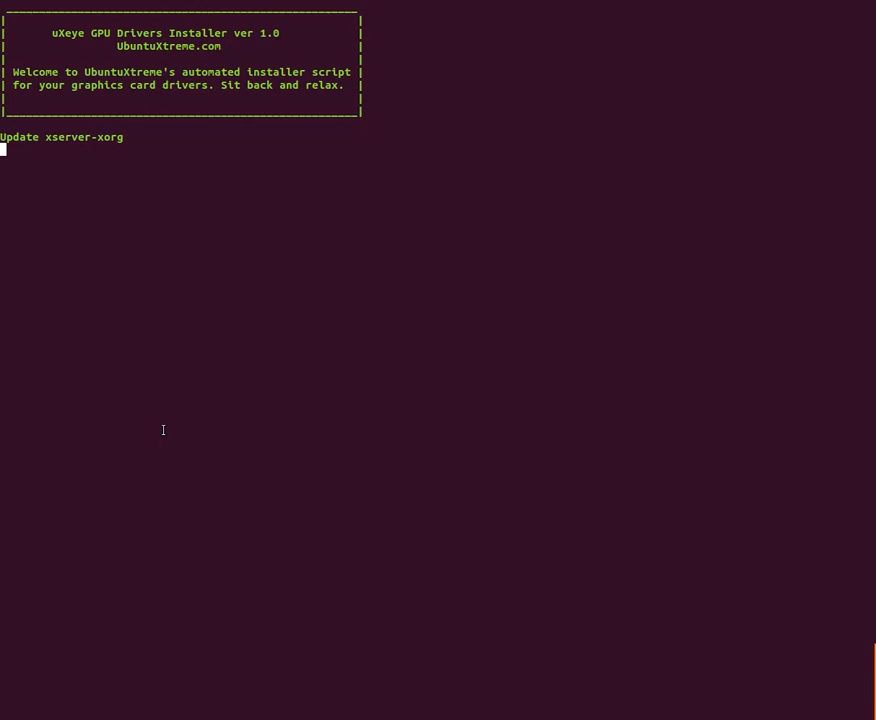 uXeye GPU Drivers Installer ver 1.0
UbuntuXtreme.com
Welcome to UbuntuXtreme's automated installer script
for your graphics card drivers. Sit back and relax.
Update xserver-xorg